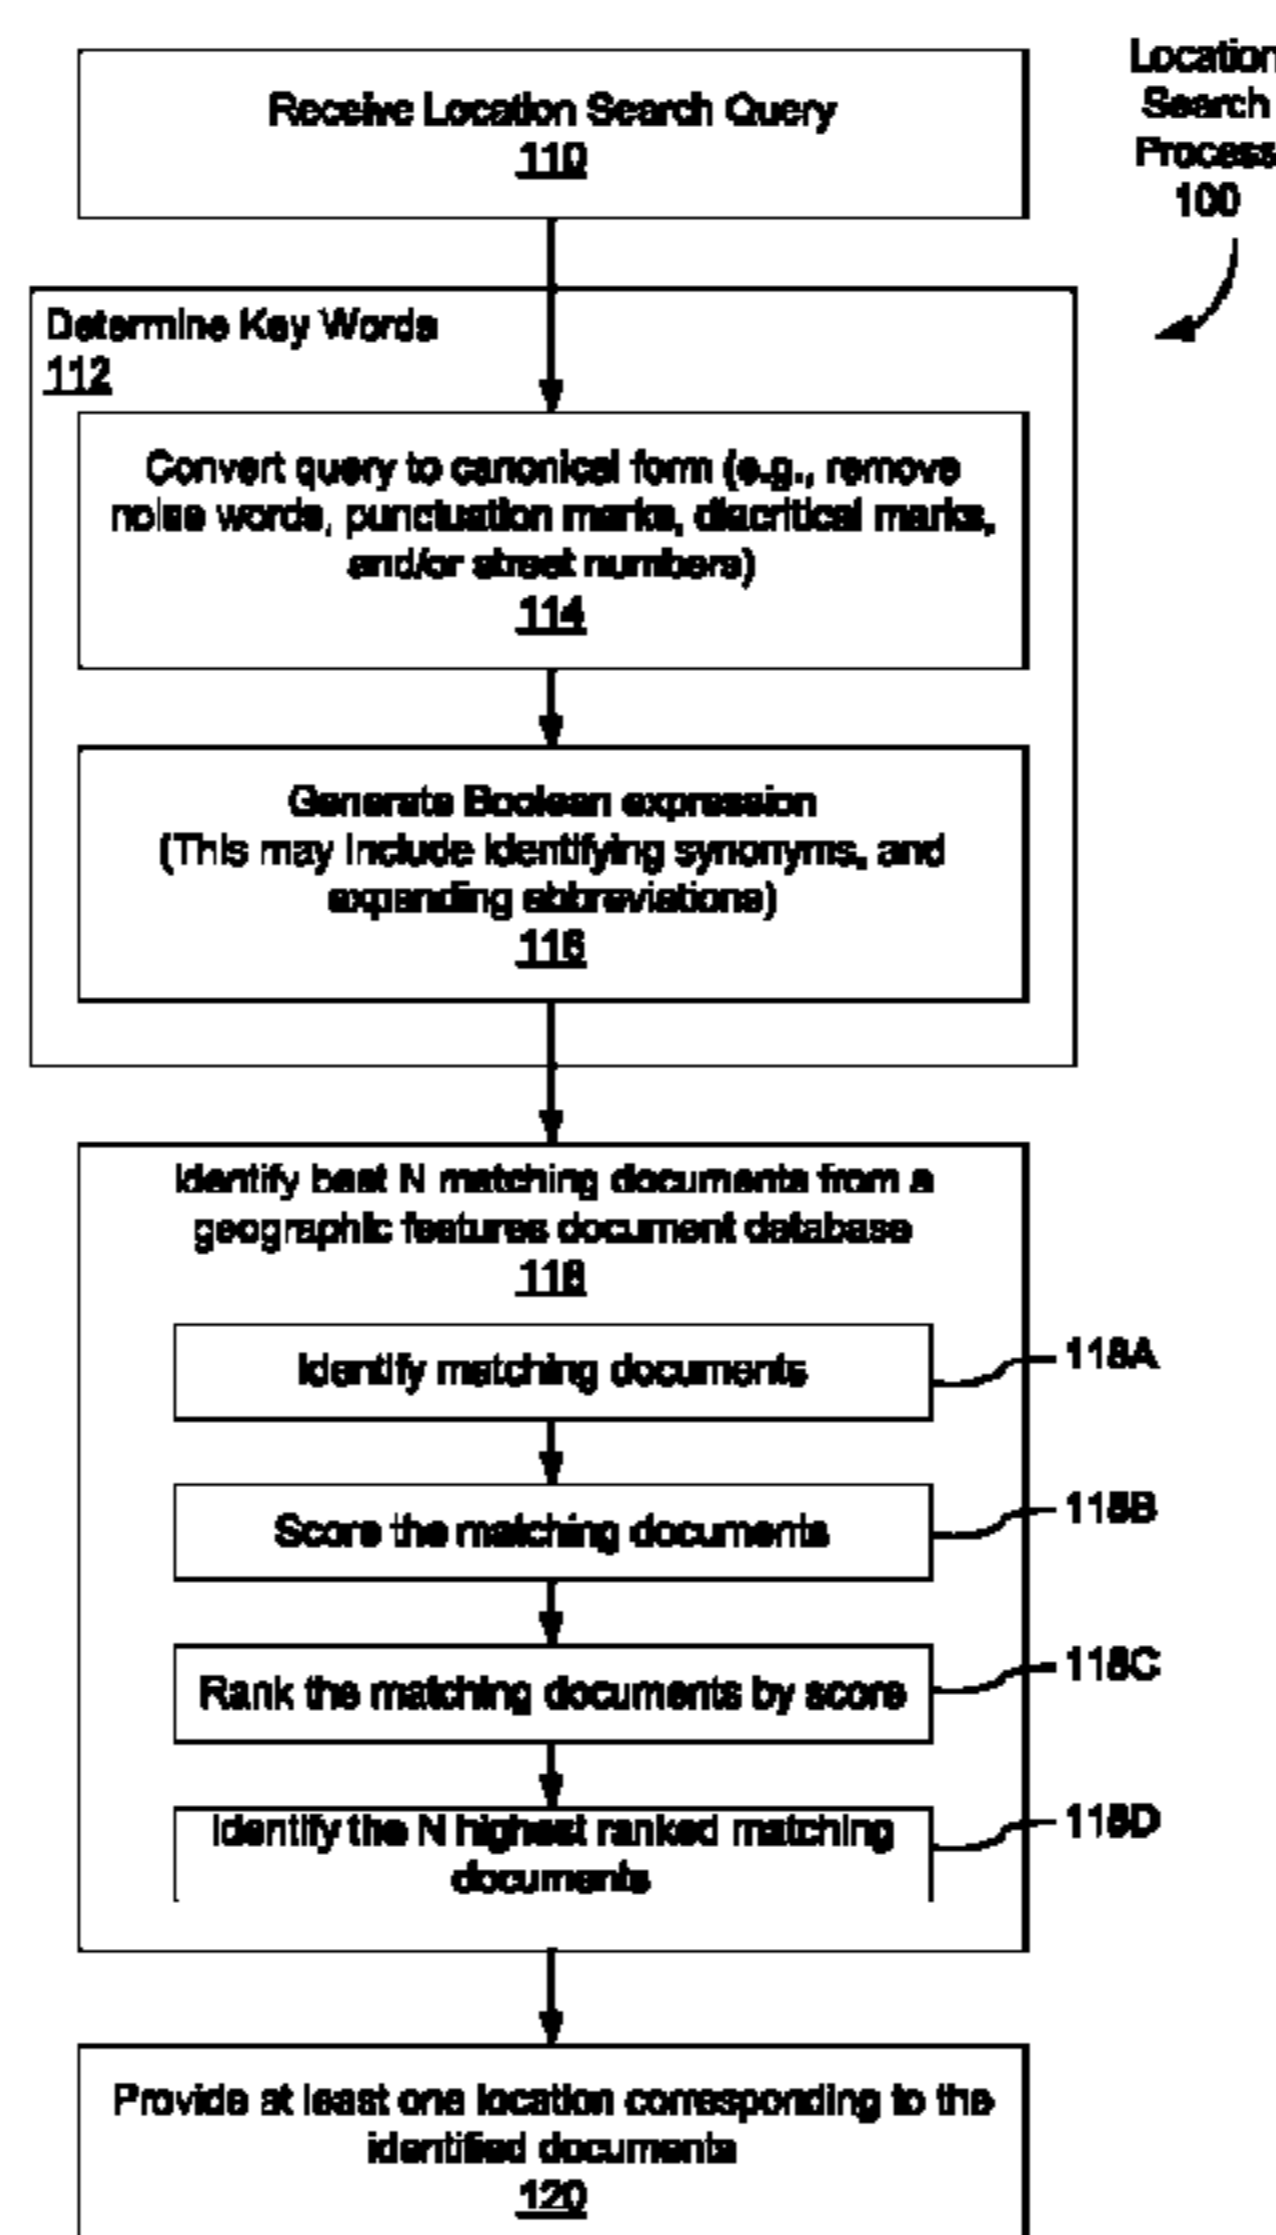 Receive Location Search Query
110
Location
Search
Process
100
Determine Key Words
112
Convert query to canonical form (e.g., remove
noise words, punctuation marks, diacritical marks,
and/or street numbers)
114
Generate Boolean expression
(This may include identifying synonyms, and
expanding abbreviations)
116
Identify best N matching documents from a
geographic features document database
118
Identify matching documents
118A
Score the matching documents
118B
Rank the matching documents by score
118C
Identify the N highest ranked matching
documents
118D
Provide at least one location corresponding to the
identified documents
120